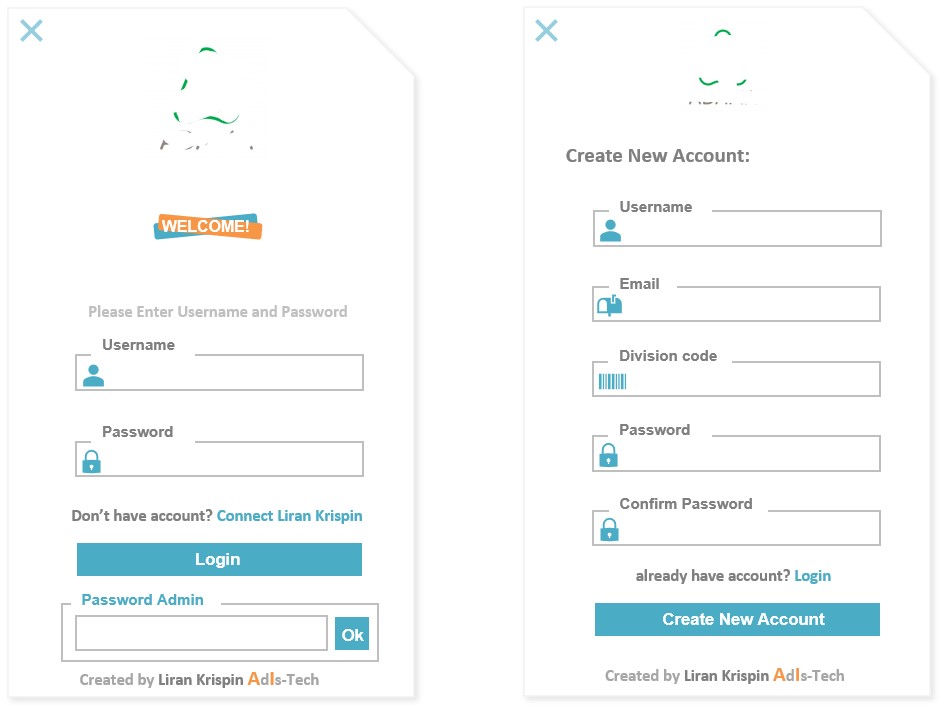 WELCOME!
Please Enter Username and Password
Username
Password
Don't have account? Connect Liran Krispin
Login
Password Admin
Ok
Created by Liran Krispin AdIs-Tech
Create New Account:
Username
Email
Division code
Password
Confirm Password
already have account? Login
Create New Account
Created by Liran Krispin AdIs-Tech